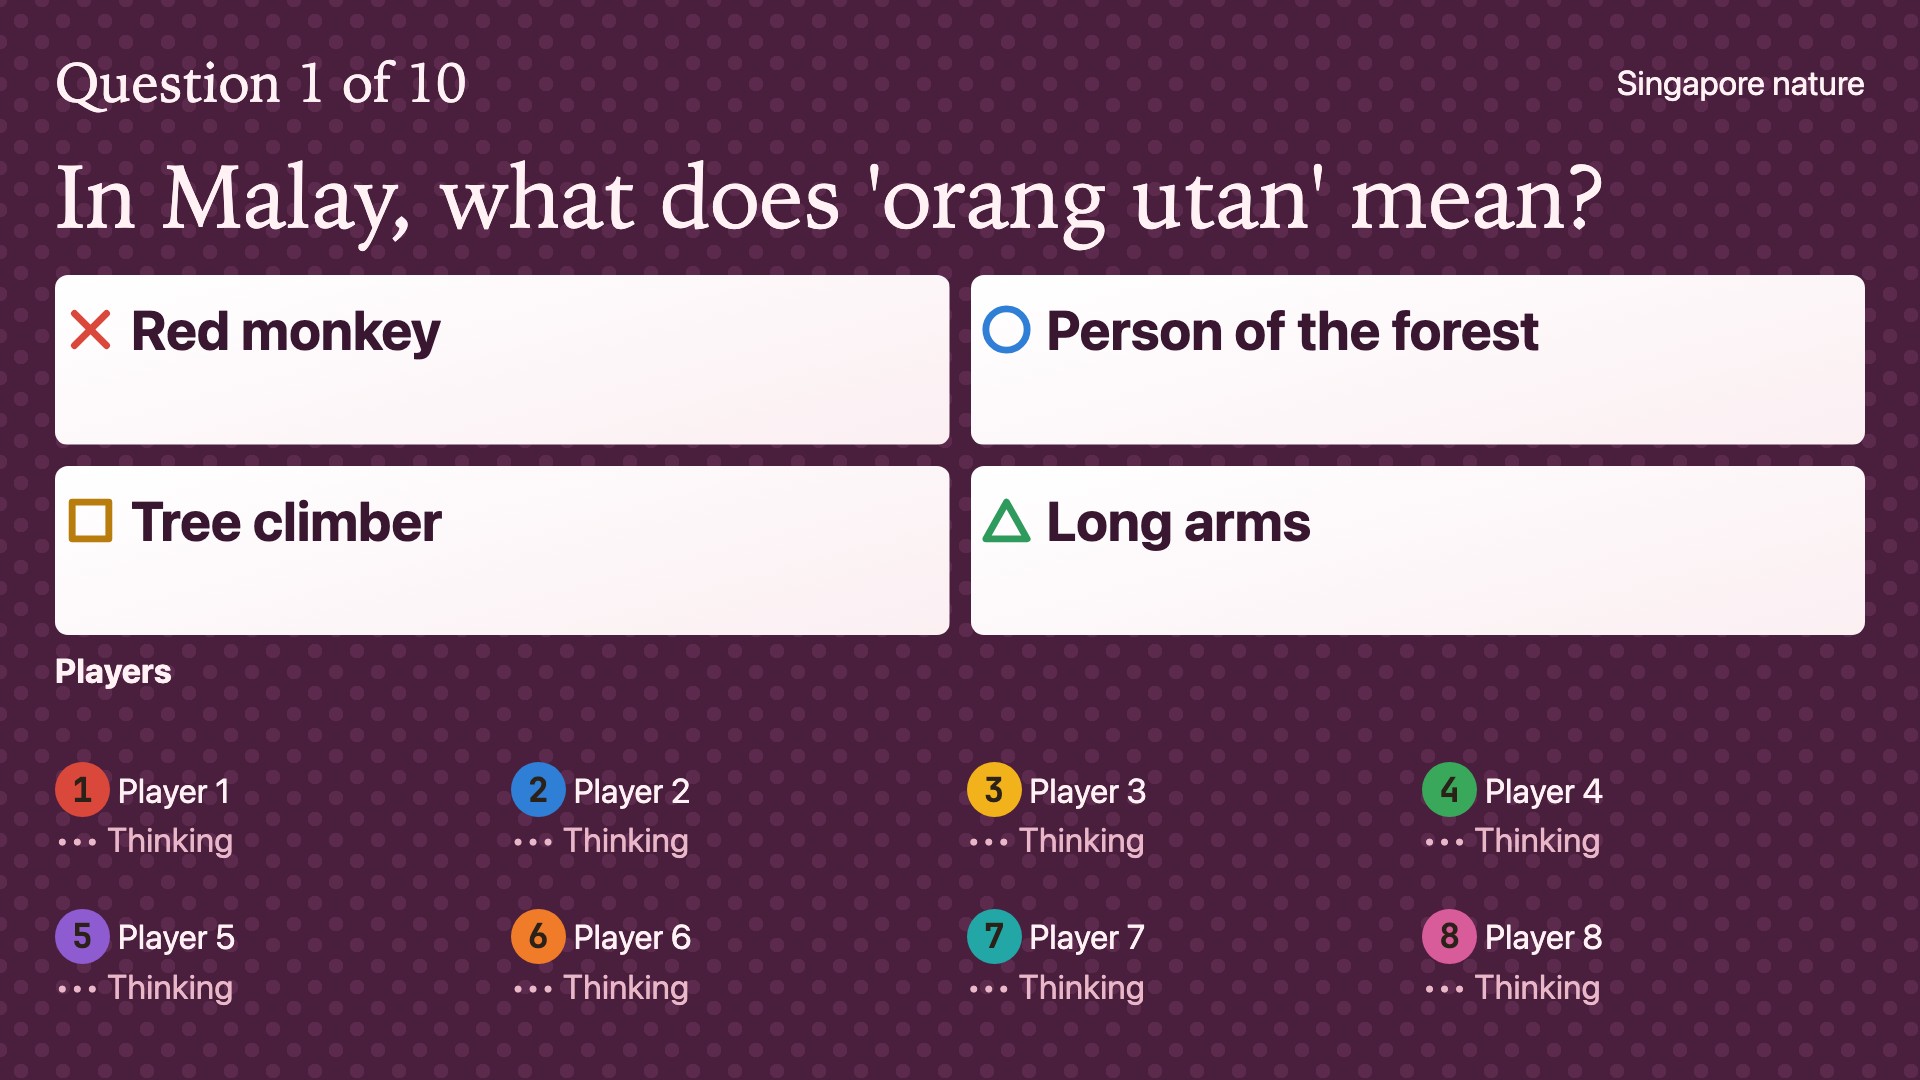 Question 1 of 10
Singapore nature
In Malay, what does 'orang utan' mean?
Red monkey
Person of the forest
Tree climber
Long arms
Players
1 Player 1
... Thinking
2 Player 2
... Thinking
3 Player 3
... Thinking
4 Player 4
... Thinking
5 Player 5
... Thinking
6 Player 6
... Thinking
7 Player 7
... Thinking
8 Player 8
... Thinking